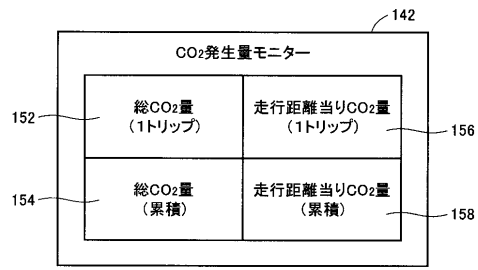 142
CO₂発生量モニター
152
総CO₂量
(1トリップ)
走行距離当りCO₂量
(1トリップ)
156
154
総CO₂量
(累積)
走行距離当りCO₂量
(累積)
158